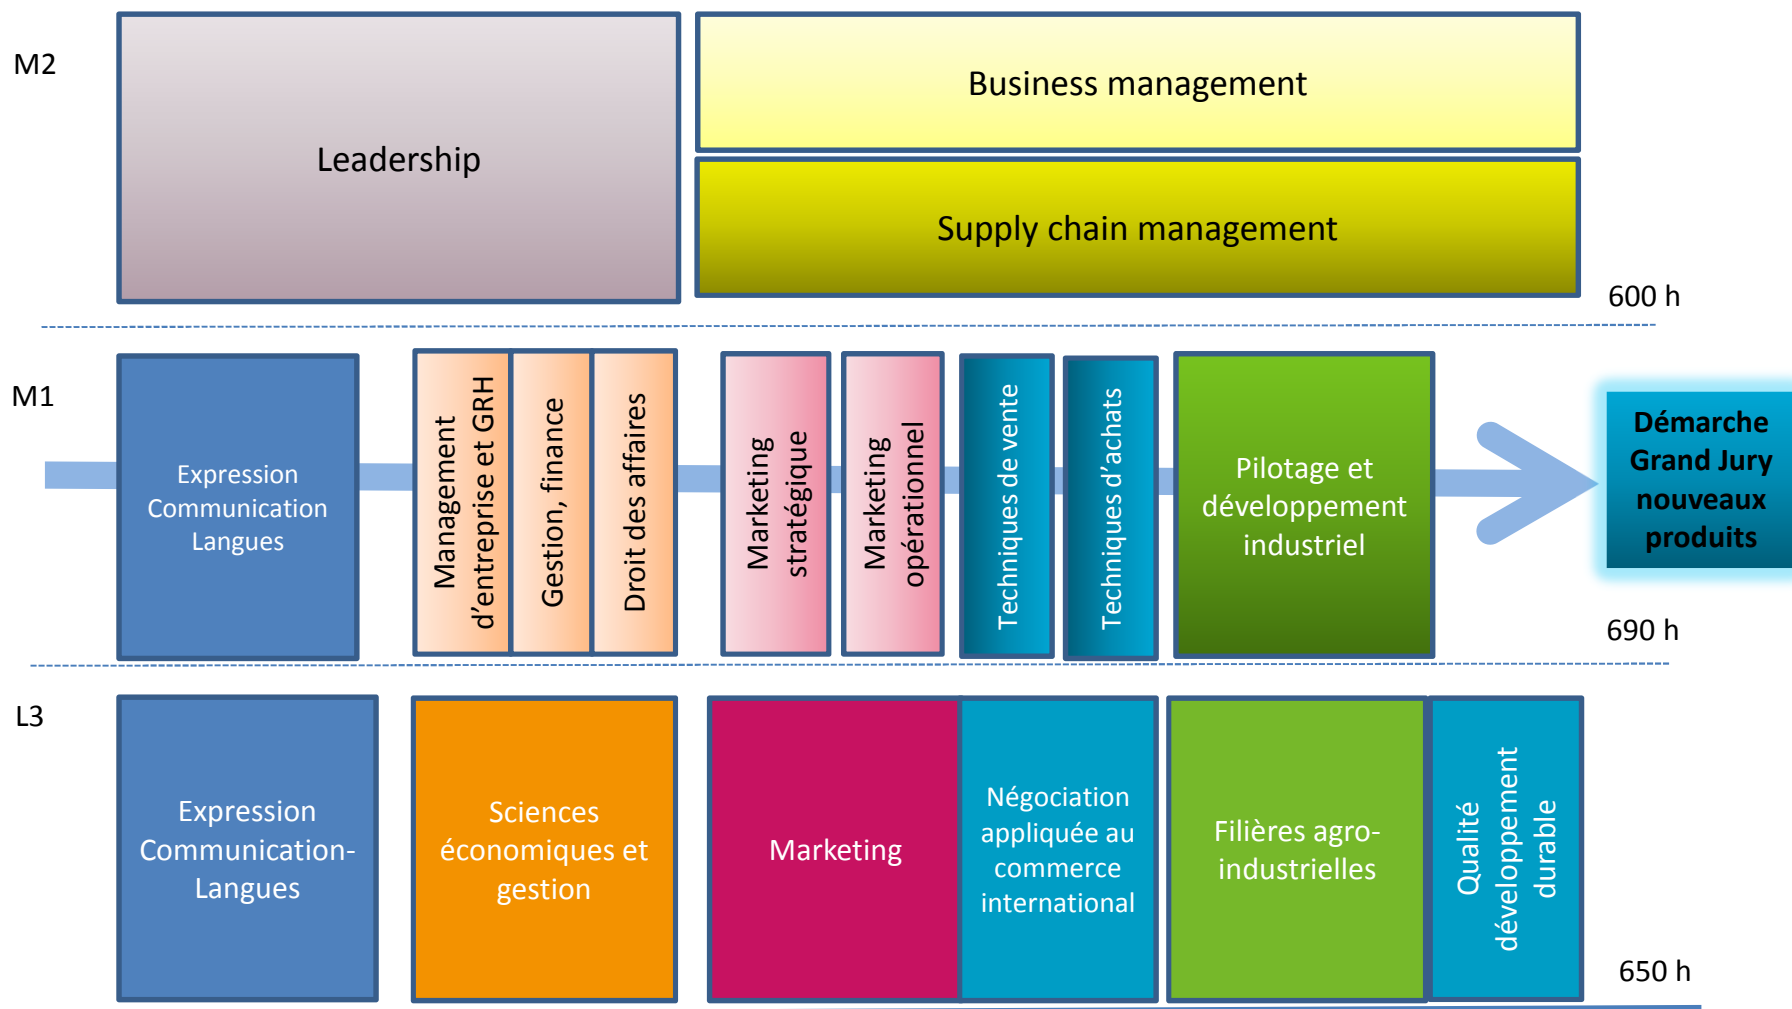 M2
Leadership
Business management
Supply chain management
600 h
M1
Expression
Communication
Langues
Management
d'entreprise et GRH
Gestion, finance
Droit des affaires
Marketing
stratégique
Marketing
opérationnel
Techniques de vente
Techniques d'achats
Pilotage et
développement
industriel
Démarche
Grand Jury
nouveaux
produits
690 h
L3
Expression
Communication-
Langues
Sciences
économiques et
gestion
Marketing
Négociation
appliquée au
commerce
international
Filières agro-
industrielles
Qualité
développement
durable
650 h